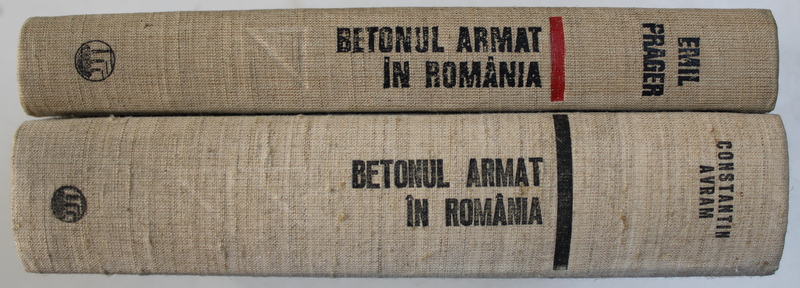 BETONUL ARMAT
ÎN ROMÂNIA
EMIL
PRAGER
BETONUL ARMAT
ÎN ROMÂNIA
CONSTANTIN
AVRAM